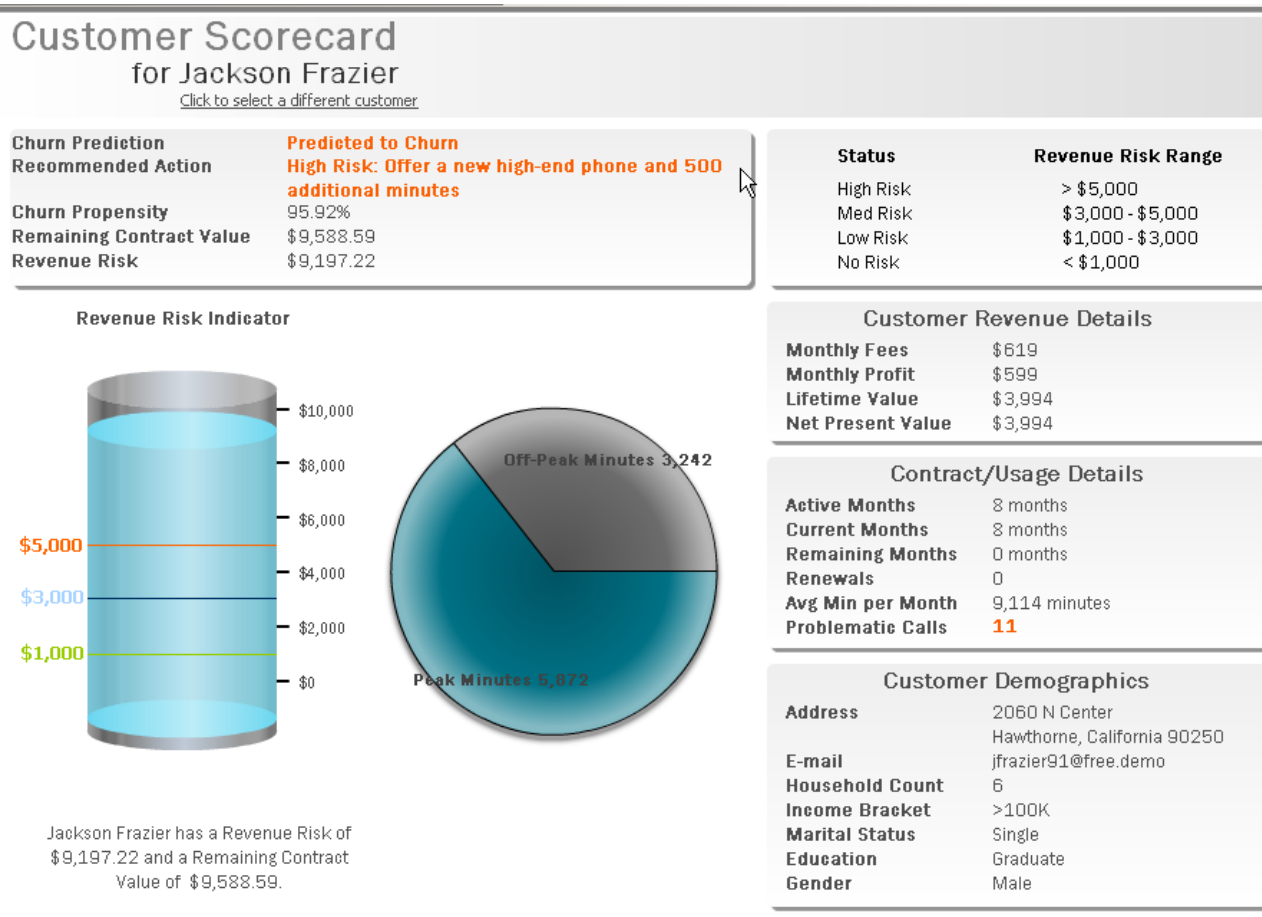 Customer Scorecard
for Jackson Frazier
Click to select a different customer
Churn Prediction Predicted to Churn
Recommended Action High Risk: Offer a new high-end phone and 500
additional minutes
Churn Propensity 95.92%
Remaining Contract Value $9,588.59
Revenue Risk $9,197.22
Status Revenue Risk Range
High Risk > $5,000
Med Risk $3,000 - $5,000
Low Risk $1,000 - $3,000
No Risk < $1,000
Revenue Risk Indicator
$10,000
$8,000
$6,000
$5,000
$4,000
$3,000
$2,000
$1,000
$0
Off-Peak Minutes 3,242
Peak Minutes 5,872
Jackson Frazier has a Revenue Risk of
$9,197.22 and a Remaining Contract
Value of $9,588.59.
Customer Revenue Details
Monthly Fees $619
Monthly Profit $599
Lifetime Value $3,994
Net Present Value $3,994
Contract/Usage Details
Active Months 8 months
Current Months 8 months
Remaining Months 0 months
Renewals 0
Avg Min per Month 9,114 minutes
Problematic Calls 11
Customer Demographics
Address 2060 N Center
Hawthorne, California 90250
E-mail jfrazier91@free.demo
Household Count 6
Income Bracket >100K
Marital Status Single
Education Graduate
Gender Male